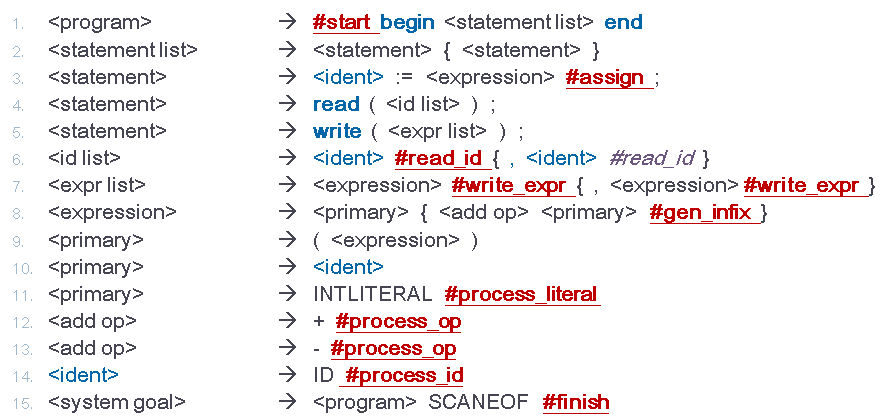 1. <program> → #start begin <statement list> end
2. <statement list> → <statement> { <statement> }
3. <statement> → <ident> := <expression> #assign ;
4. <statement> → read ( <id list> ) ;
5. <statement> → write ( <expr list> ) ;
6. <id list> → <ident> #read_id { , <ident> #read_id }
7. <expr list> → <expression> #write_expr { , <expression> #write_expr }
8. <expression> → <primary> { <add op> <primary> #gen_infix }
9. <primary> → ( <expression> )
10. <primary> → <ident>
11. <primary> → INTLITERAL #process_literal
12. <add op> → + #process_op
13. <add op> → - #process_op
14. <ident> → ID #process_id
15. <system goal> → <program> SCANEOF #finish